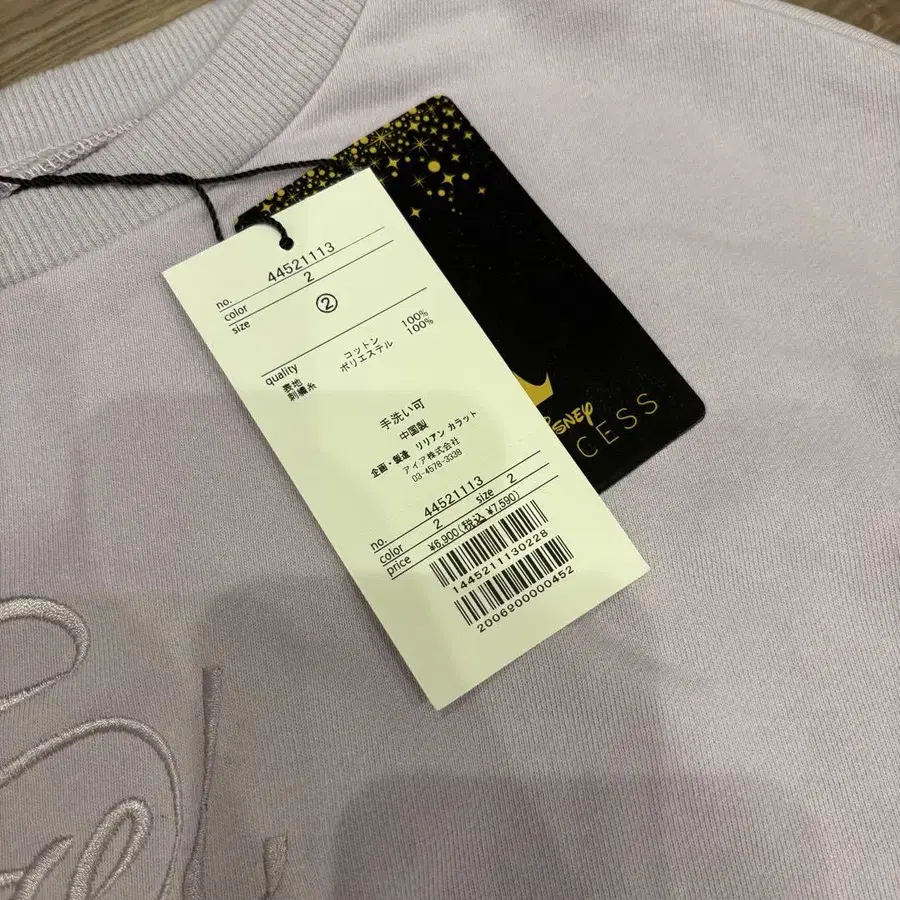 no. 44521113
color 2
size ②
quality
表地 コットン 100%
刺繍糸 ポリエステル 100%
手洗い可
中国製
企画・製造 リリアン カラット
アイア株式会社
03-4578-3338
no. 44521113
color 2 size 2
price ¥6,900(税込 ¥7,590)
1445211130228
2006900000452
DISNEY
CESS